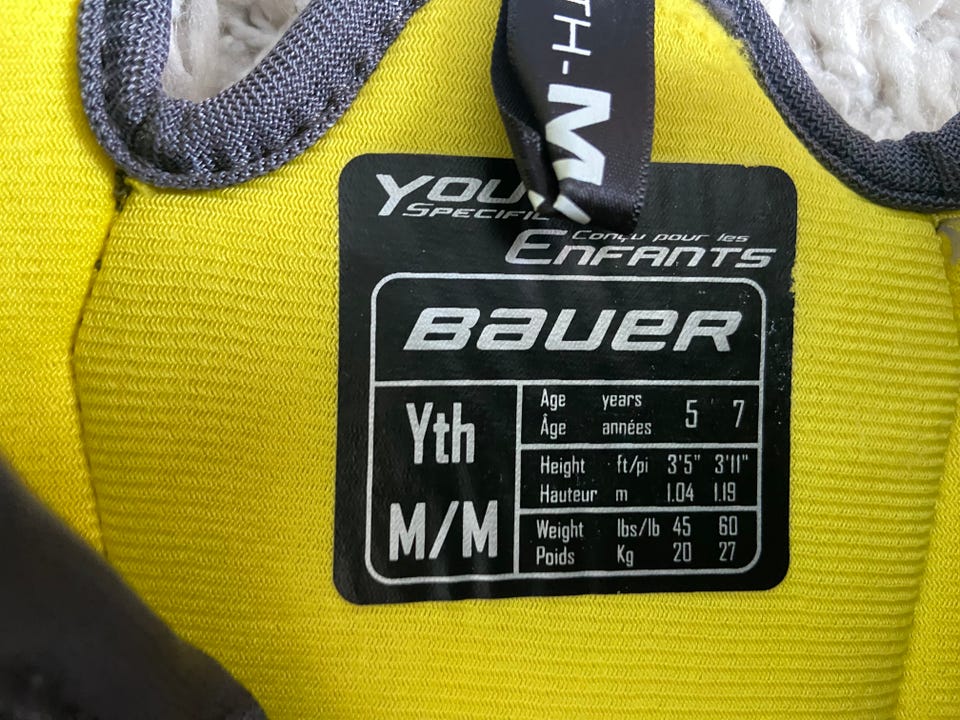 TH-M
YOU
SPECIFIC
Conçu pour les
ENFANTS
BAUER
Yth
M/M
Age years 5 7
Âge années
Height ft/pi 3'5" 3'11"
Hauteur m 1.04 1.19
Weight lbs/lb 45 60
Poids Kg 20 27